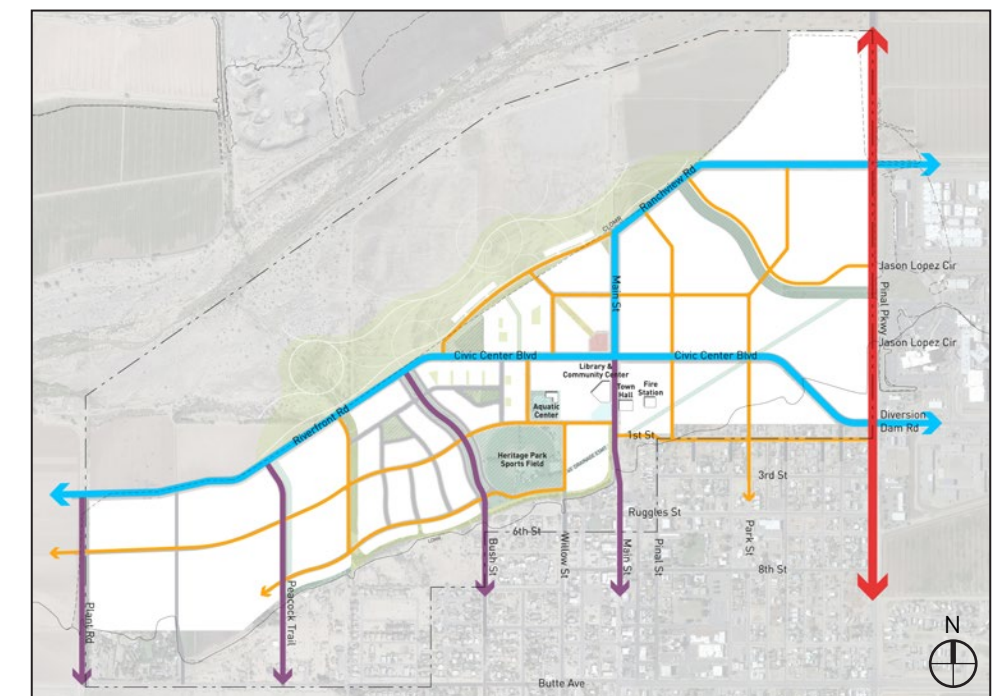 Ranchview Rd
CLOMR
Main St
Jason Lopez Cir
Pinal Pkwy
Jason Lopez Cir
Civic Center Blvd
Civic Center Blvd
Library &
Community Center
Town
Hall
Fire
Station
Aquatic
Center
Riverfront Rd
Diversion
Dam Rd
1st St
Heritage Park
Sports Field
3rd St
Ruggles St
6th St
Bush St
Willow St
Main St
Pinal St
Park St
8th St
Plant Rd
Peacock Trail
Butte Ave
N